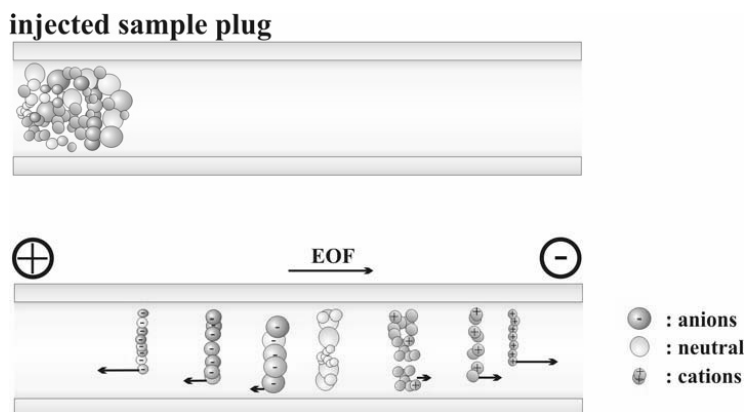 injected sample plug
+
EOF
-
- : anions
: neutral
+ : cations